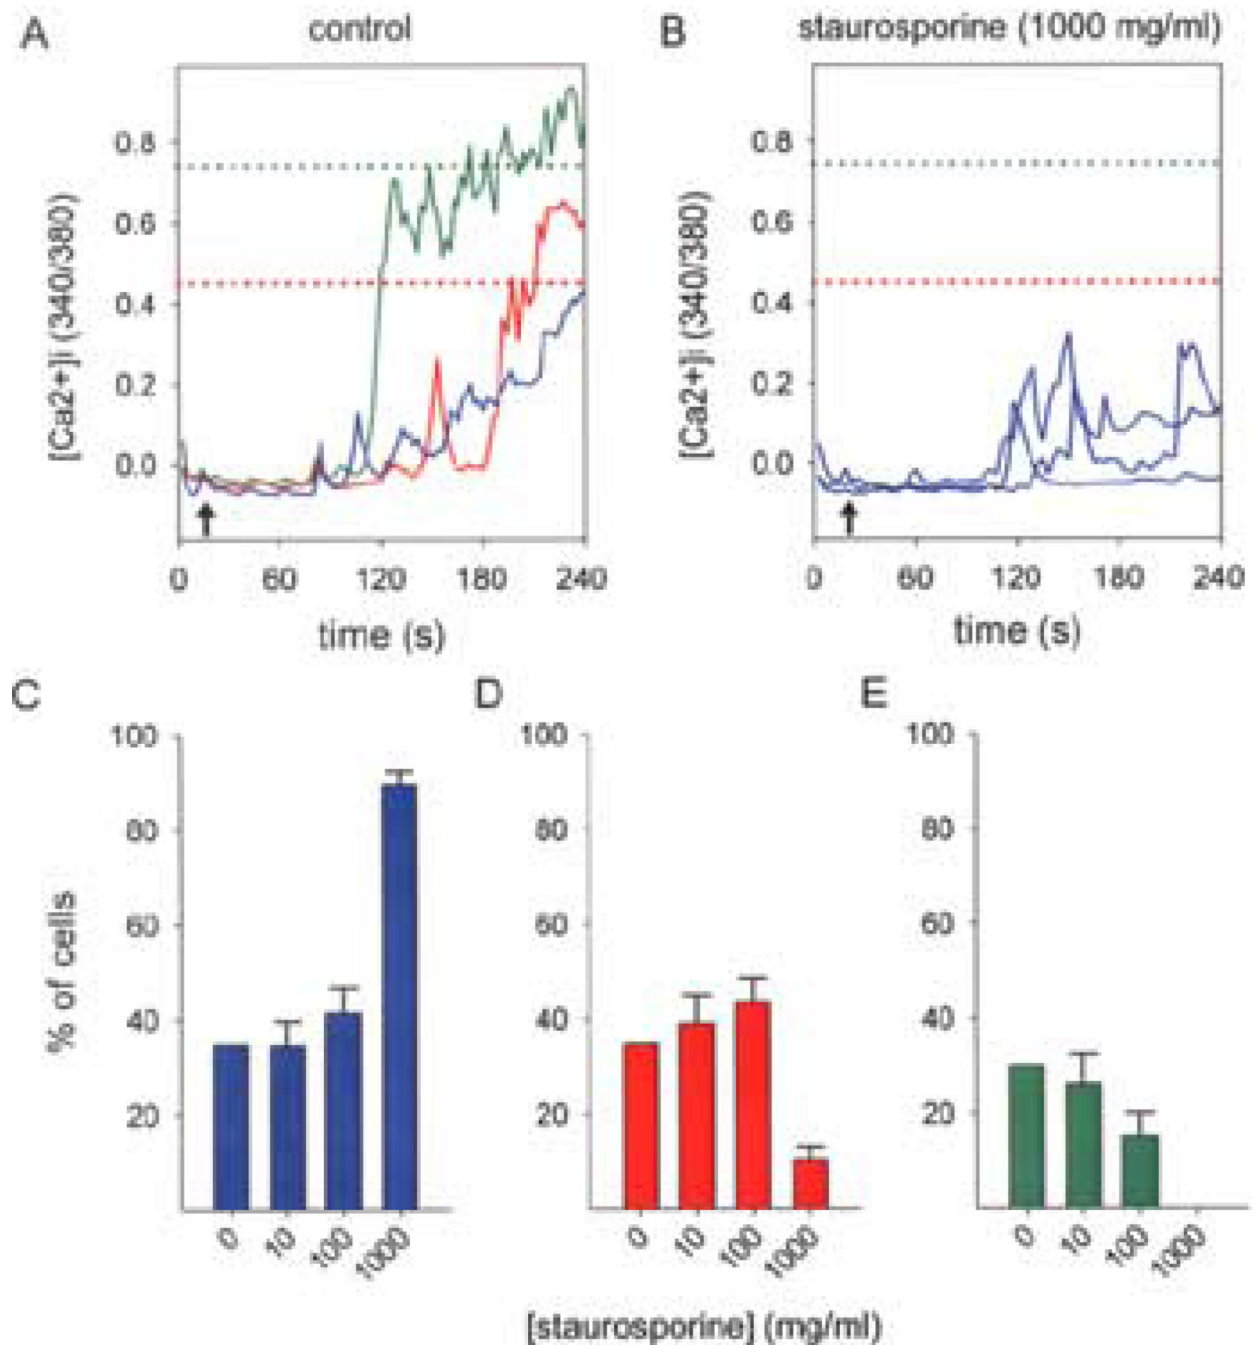 A
control
B
staurosporine (1000 mg/ml)
[Ca2+]i (340/380)
0.8
0.6
0.4
0.2
0.0
0 60 120 180 240
time (s)
[Ca2+]i (340/380)
0.8
0.6
0.4
0.2
0.0
0 60 120 180 240
time (s)
C
% of cells
100
80
60
40
20
0 10 100 1000
D
100
80
60
40
20
0 10 100 1000
E
100
80
60
40
20
0 10 100 1000
[staurosporine] (mg/ml)